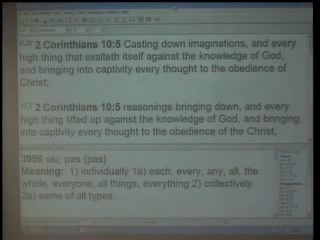 KJV 2 Corinthians 10:5 Casting down imaginations, and every
high thing that exalteth itself against the knowledge of God,
and bringing into captivity every thought to the obedience of
Christ;
YLT 2 Corinthians 10:5 reasonings bringing down, and every
high thing lifted up against the knowledge of God, and bringing
into captivity every thought to the obedience of the Christ,
3956 pas (pas)
Meaning: 1) individually 1a) each, every, any, all, the
whole, everyone, all things, everything 2) collectively
2a) some of all types